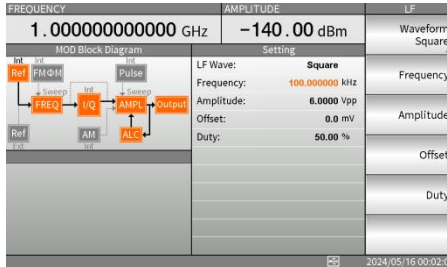 FREQUENCY
AMPLITUDE
LF
1.000000000000 GHz
-140.00 dBm
Waveform
Square
MOD Block Diagram
Setting
Int
Int
Ref
FMΦM
Pulse
Sweep
Int
Sweep
FREQ
I/Q
AMPL
Output
Ref
AM
ALC
Ext
Int
LF Wave: Square
Frequency: 100.000000 kHz
Amplitude: 6.0000 Vpp
Offset: 0.0 mV
Duty: 50.00 %
Frequency
Amplitude
Offset
Duty
2024/05/16 00:02: